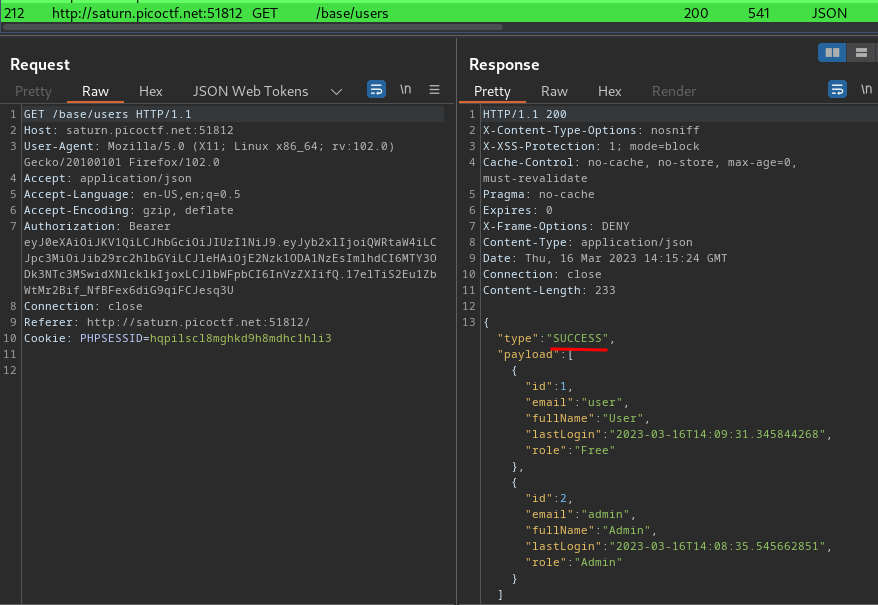 212 http://saturn.picoctf.net:51812 GET /base/users 200 541 JSON
Request
Pretty Raw Hex JSON Web Tokens \n
1 GET /base/users HTTP/1.1
2 Host: saturn.picoctf.net:51812
3 User-Agent: Mozilla/5.0 (X11; Linux x86_64; rv:102.0)
Gecko/20100101 Firefox/102.0
4 Accept: application/json
5 Accept-Language: en-US,en;q=0.5
6 Accept-Encoding: gzip, deflate
7 Authorization: Bearer
eyJ0eXAiOiJKV1QiLCJhbGciOiJIUzI1NiJ9.eyJyb2xlIjoiQWRtaW4iLC
Jpc3MiOiJib29rc2hlbGYiLCJleHAiOjE2Nzk1ODA1NzEsImlhdCI6MTY3O
Dk3NTc3MSwidXNlcklkIjoxLCJlbWFpbCI6InVzZXIifQ.17elTiS2Eu1Zb
WtMr2Bif_NfBFex6diG9qiFCJesq3U
8 Connection: close
9 Referer: http://saturn.picoctf.net:51812/
10 Cookie: PHPSESSID=hqpilscl8mghkd9h8mdhc1hli3
11
12
Response
Pretty Raw Hex Render \n
1 HTTP/1.1 200
2 X-Content-Type-Options: nosniff
3 X-XSS-Protection: 1; mode=block
4 Cache-Control: no-cache, no-store, max-age=0,
must-revalidate
5 Pragma: no-cache
6 Expires: 0
7 X-Frame-Options: DENY
8 Content-Type: application/json
9 Date: Thu, 16 Mar 2023 14:15:24 GMT
10 Connection: close
11 Content-Length: 233
12
13 {
"type":"SUCCESS",
"payload":[
{
"id":1,
"email":"user",
"fullName":"User",
"lastLogin":"2023-03-16T14:09:31.345844268",
"role":"Free"
},
{
"id":2,
"email":"admin",
"fullName":"Admin",
"lastLogin":"2023-03-16T14:08:35.545662851",
"role":"Admin"
}
]